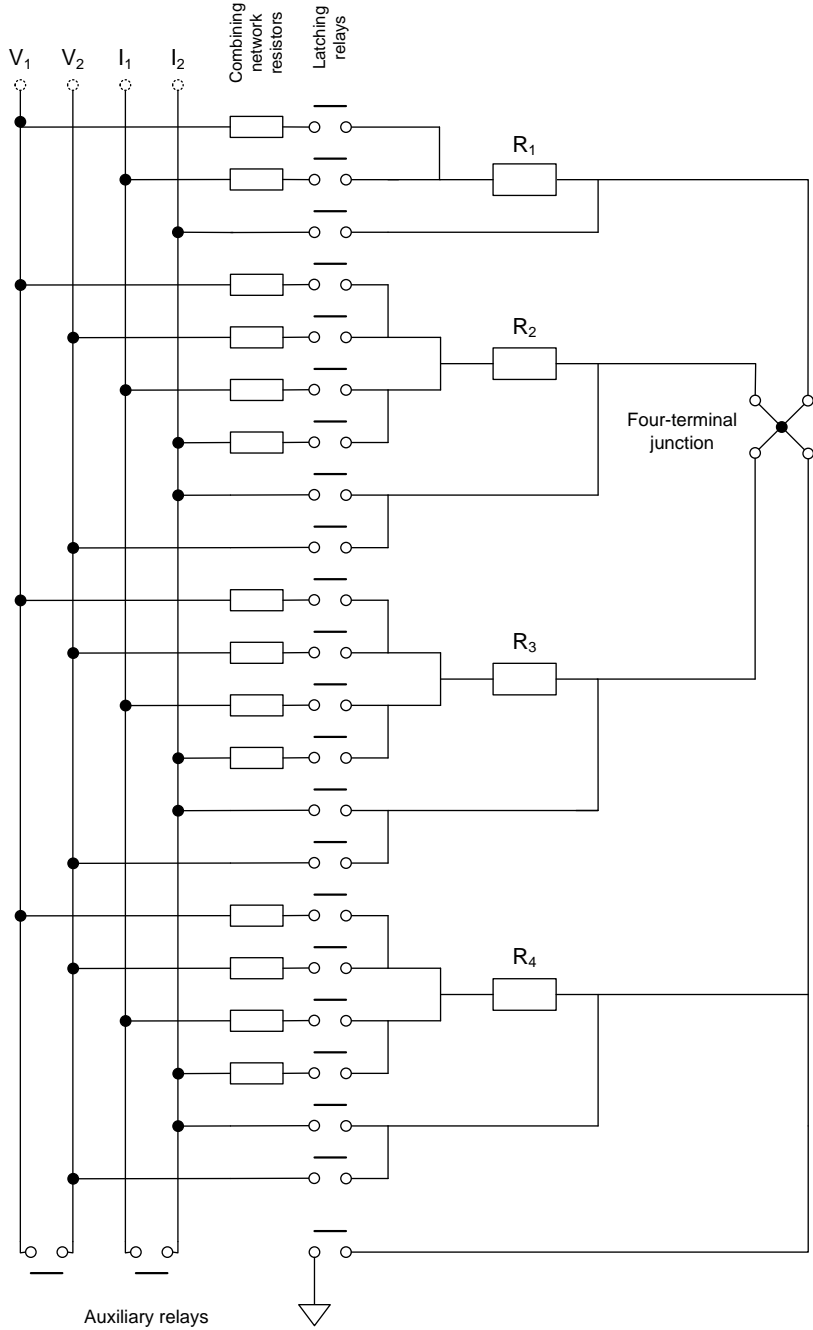 Combining
network
resistors
Latching
relays
V₁ V₂ I₁ I₂
R₁
R₂
Four-terminal
junction
R₃
R₄
Auxiliary relays